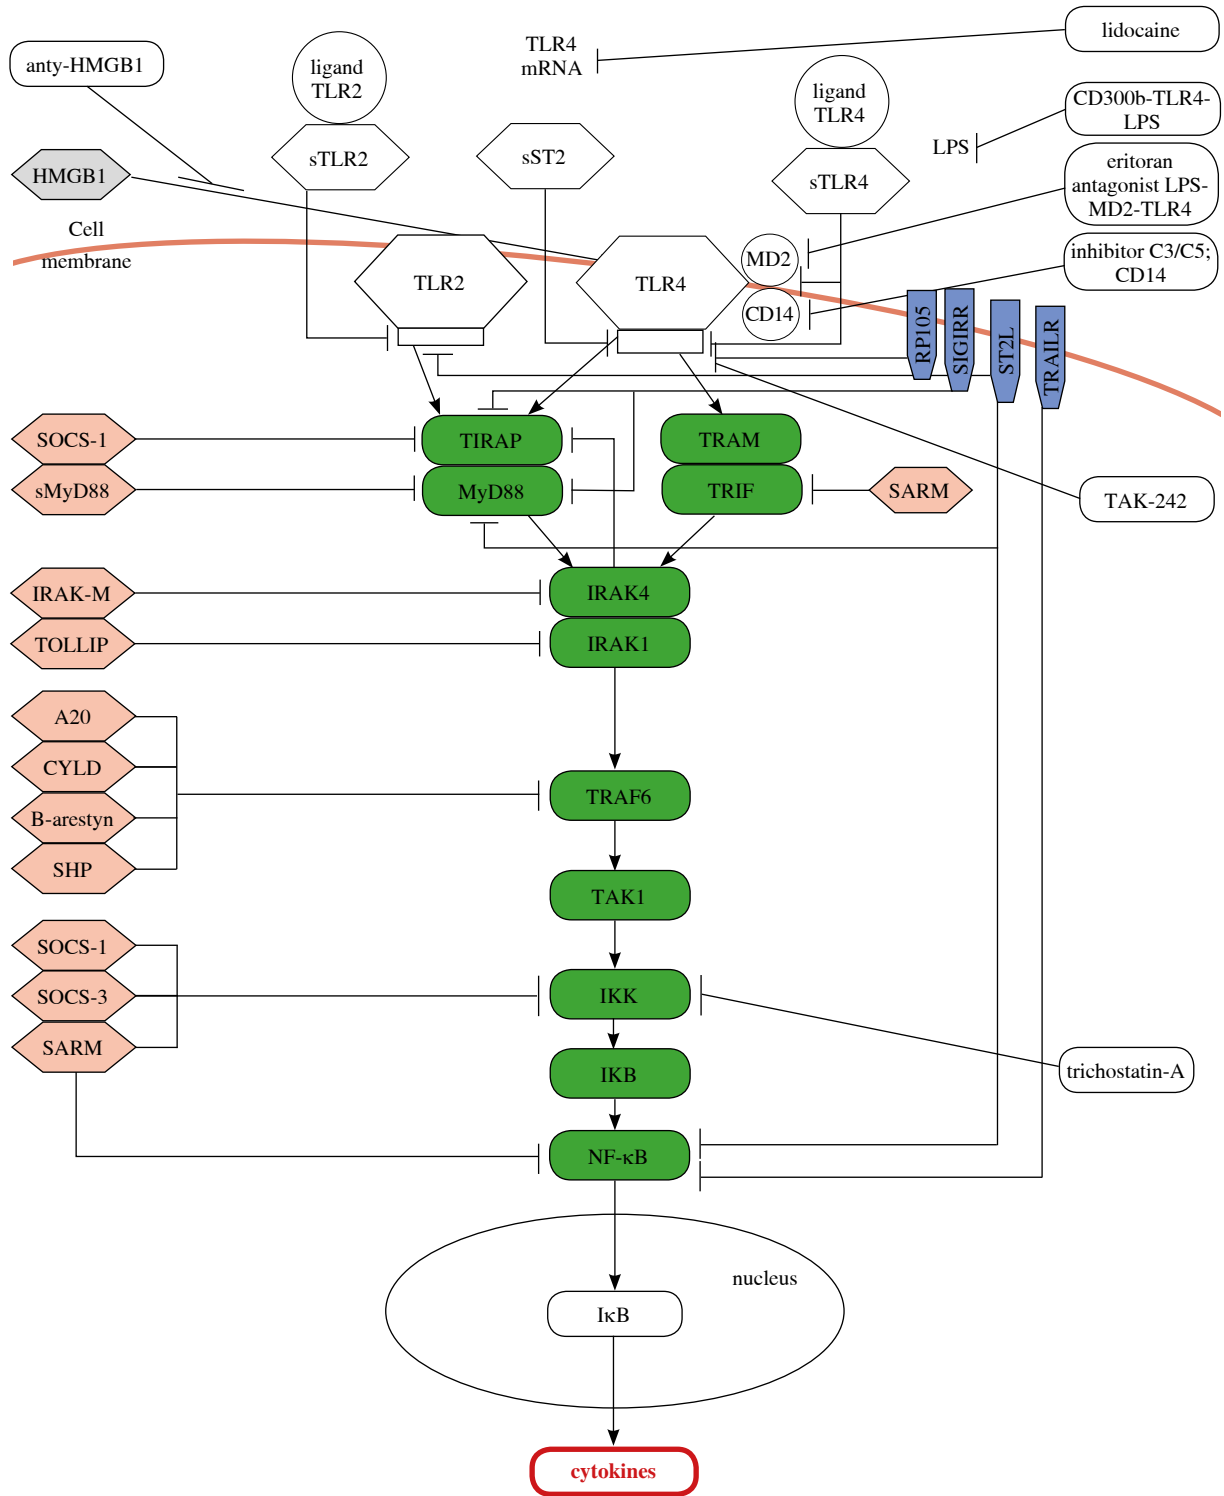 anty-HMGB1
ligand
TLR2
TLR4
mRNA
lidocaine
ligand
TLR4
CD300b-TLR4-
LPS
LPS
sTLR2
sST2
HMGB1
sTLR4
eritoran
antagonist LPS-
MD2-TLR4
Cell
membrane
inhibitor C3/C5;
CD14
MD2
TLR2
TLR4
CD14
RP105
SIGIRR
ST2L
TRAILR
SOCS-1
TIRAP
TRAM
sMyD88
MyD88
TRIF
SARM
TAK-242
IRAK-M
IRAK4
TOLLIP
IRAK1
A20
CYLD
TRAF6
B-arestyn
SHP
TAK1
SOCS-1
SOCS-3
IKK
SARM
IKB
trichostatin-A
NF-κB
nucleus
IκB
cytokines